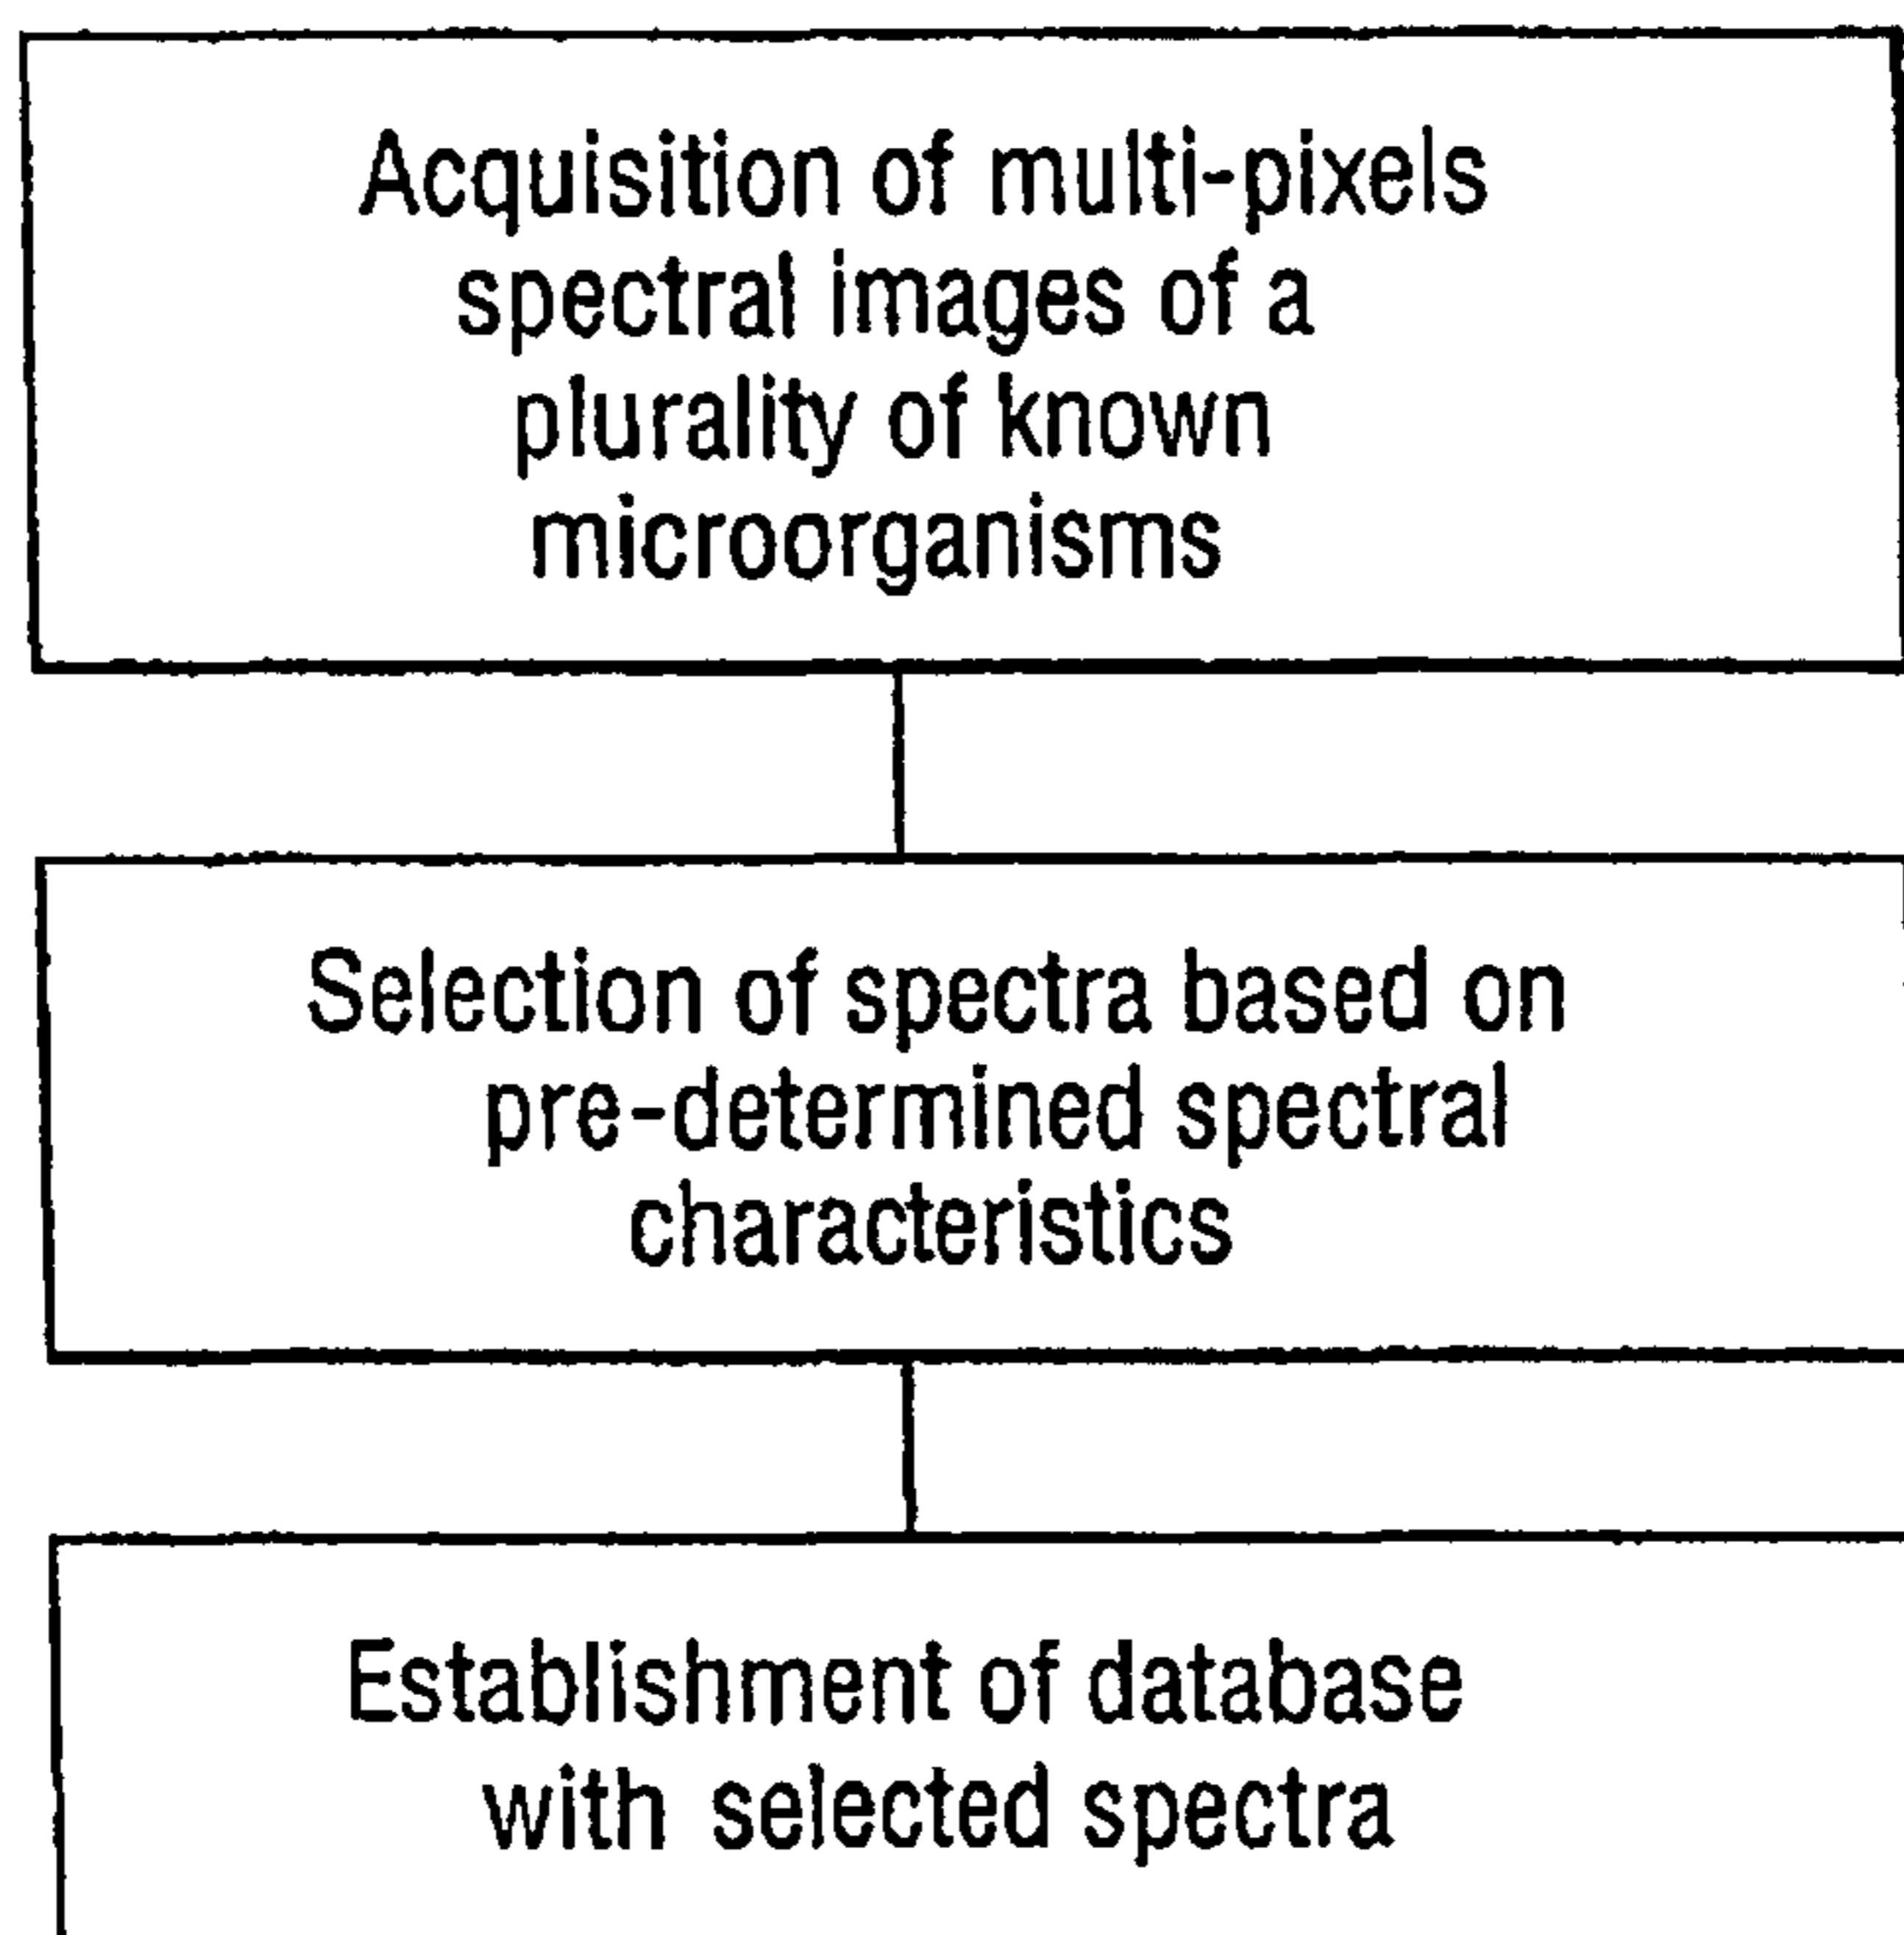 Acquisition of multi-pixels
spectral images of a
plurality of known
microorganisms
Selection of spectra based on
pre-determined spectral
characteristics
Establishment of database
with selected spectra